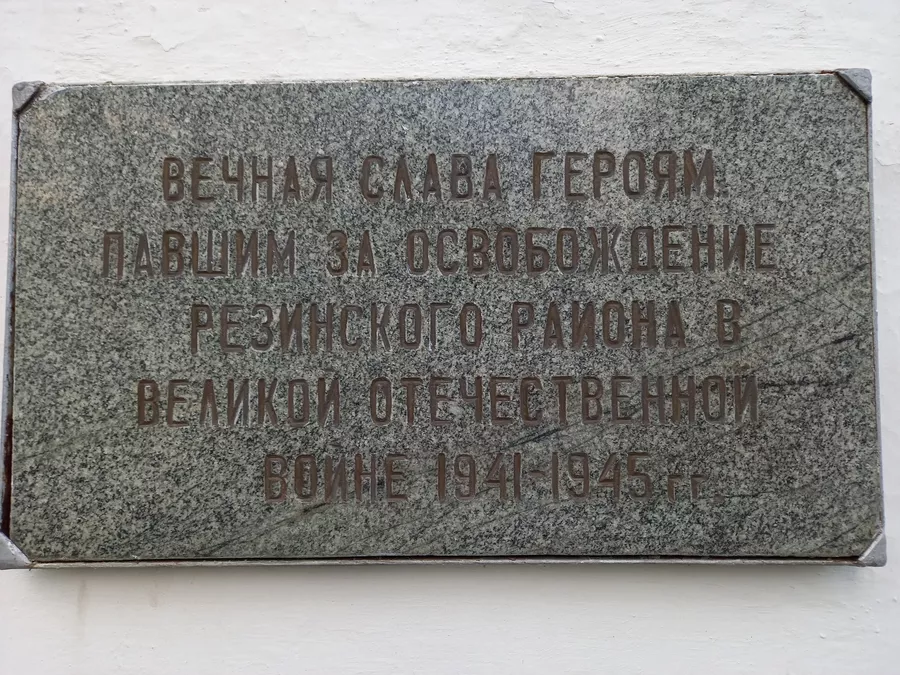 ВЕЧНАЯ СЛАВА ГЕРОЯМ
ПАВШИМ ЗА ОСВОБОЖДЕНИЕ
РЕЗИНСКОГО РАЙОНА В
ВЕЛИКОЙ ОТЕЧЕСТВЕННОЙ
ВОЙНЕ 1941-1945 гг.